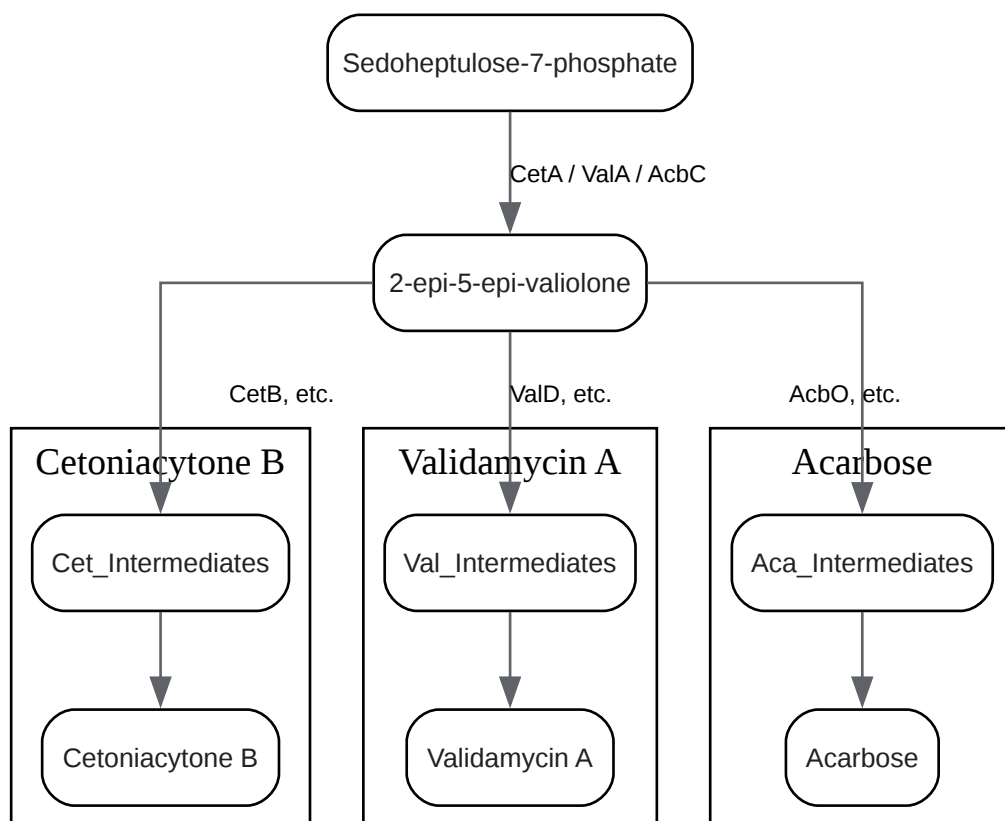 Sedoheptulose-7-phosphate
CetA / ValA / AcbC
2-epi-5-epi-valiolone
CetB, etc.
ValD, etc.
AcbO, etc.
Cetoniacytone B
Validamycin A
Acarbose
Cet_Intermediates
Val_Intermediates
Aca_Intermediates
Cetoniacytone B
Validamycin A
Acarbose